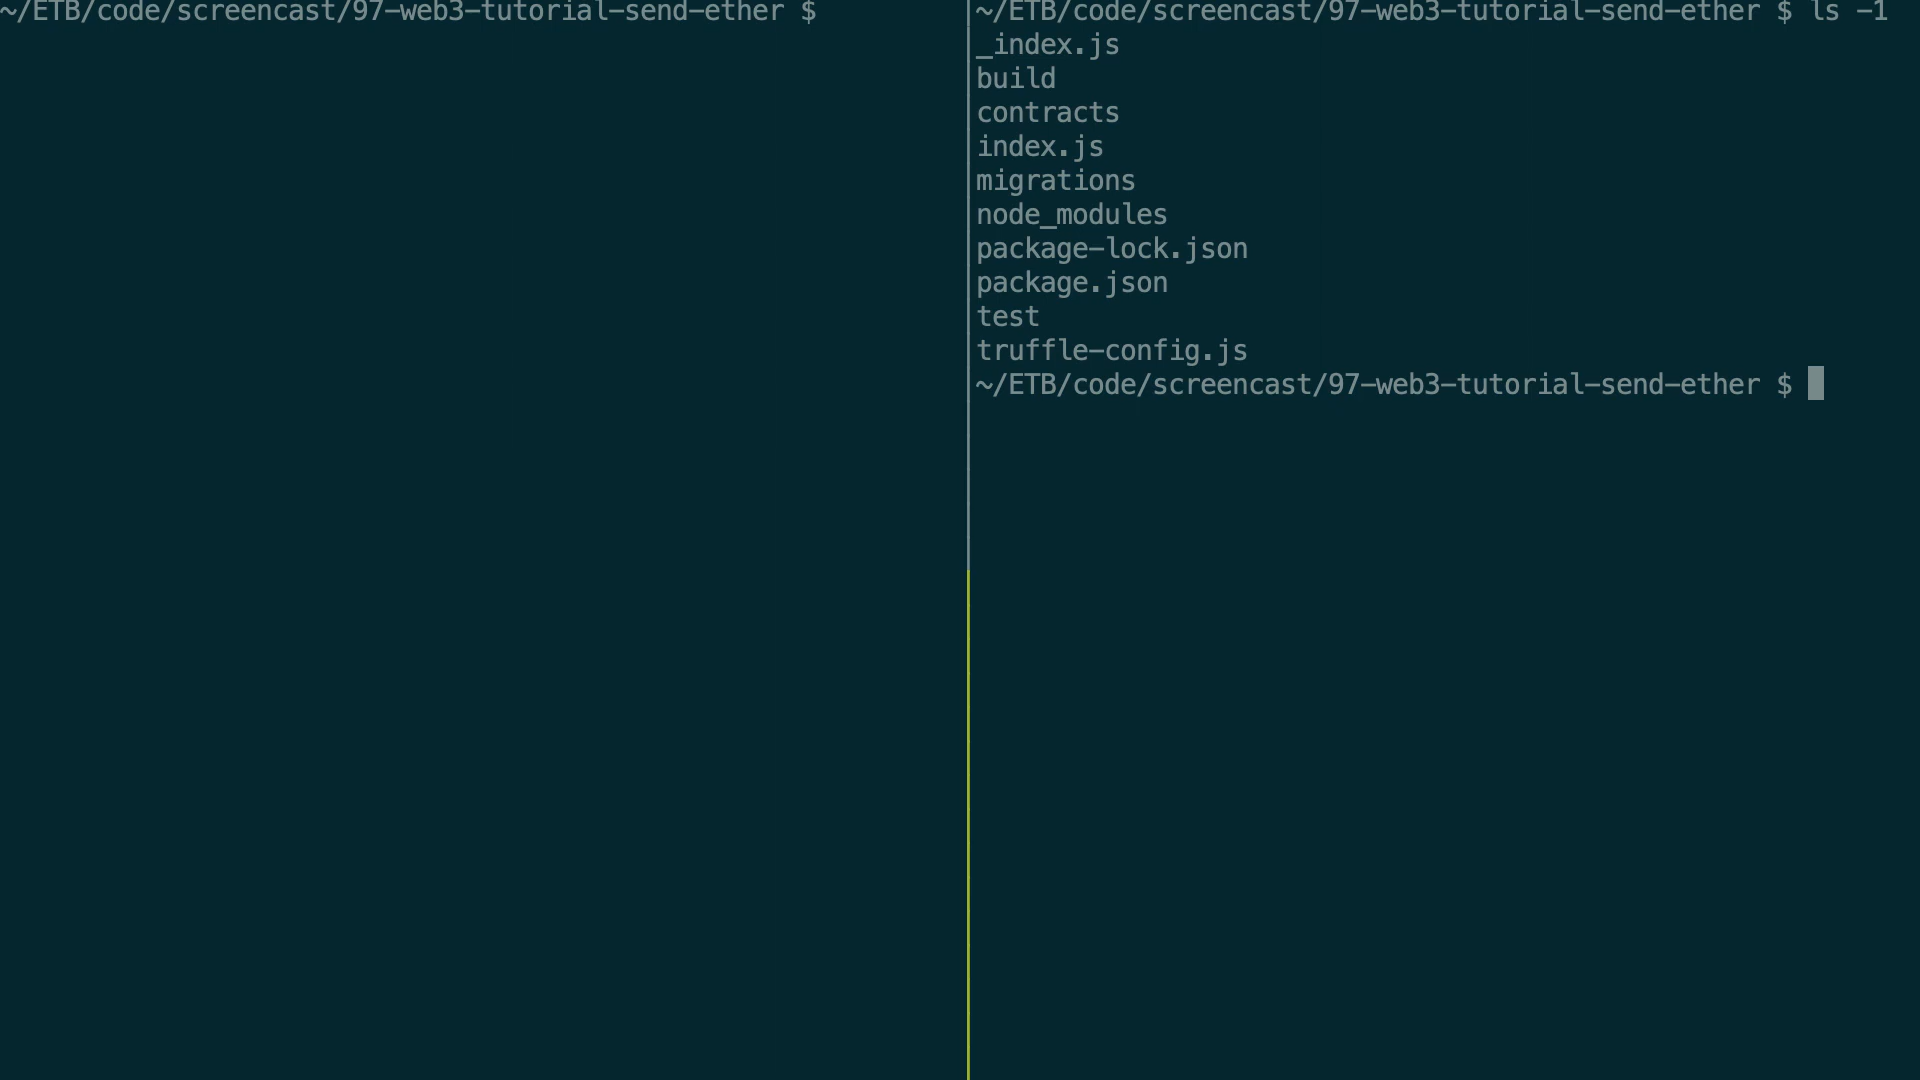 ~/ETB/code/screencast/97-web3-tutorial-send-ether $
~/ETB/code/screencast/97-web3-tutorial-send-ether $ ls -1
_index.js
build
contracts
index.js
migrations
node_modules
package-lock.json
package.json
test
truffle-config.js
~/ETB/code/screencast/97-web3-tutorial-send-ether $